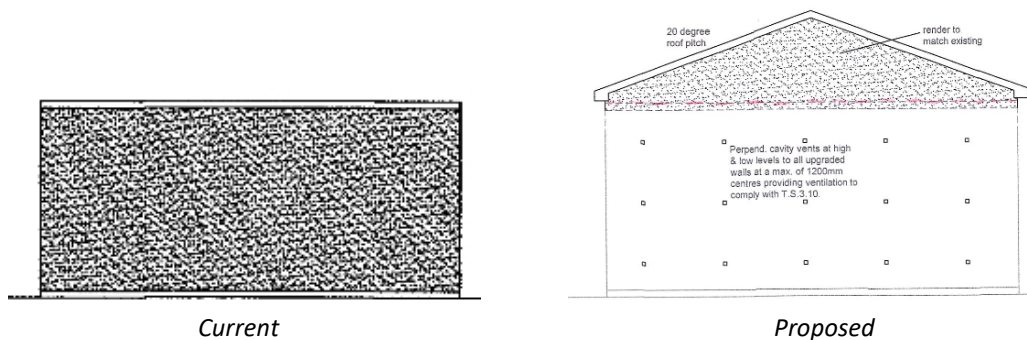 20 degree
roof pitch
render to
match existing
Perpend. cavity vents at high
& low levels to all upgraded
walls at a max. of 1200mm
centres providing ventilation to
comply with T.S.3.10.
Current
Proposed